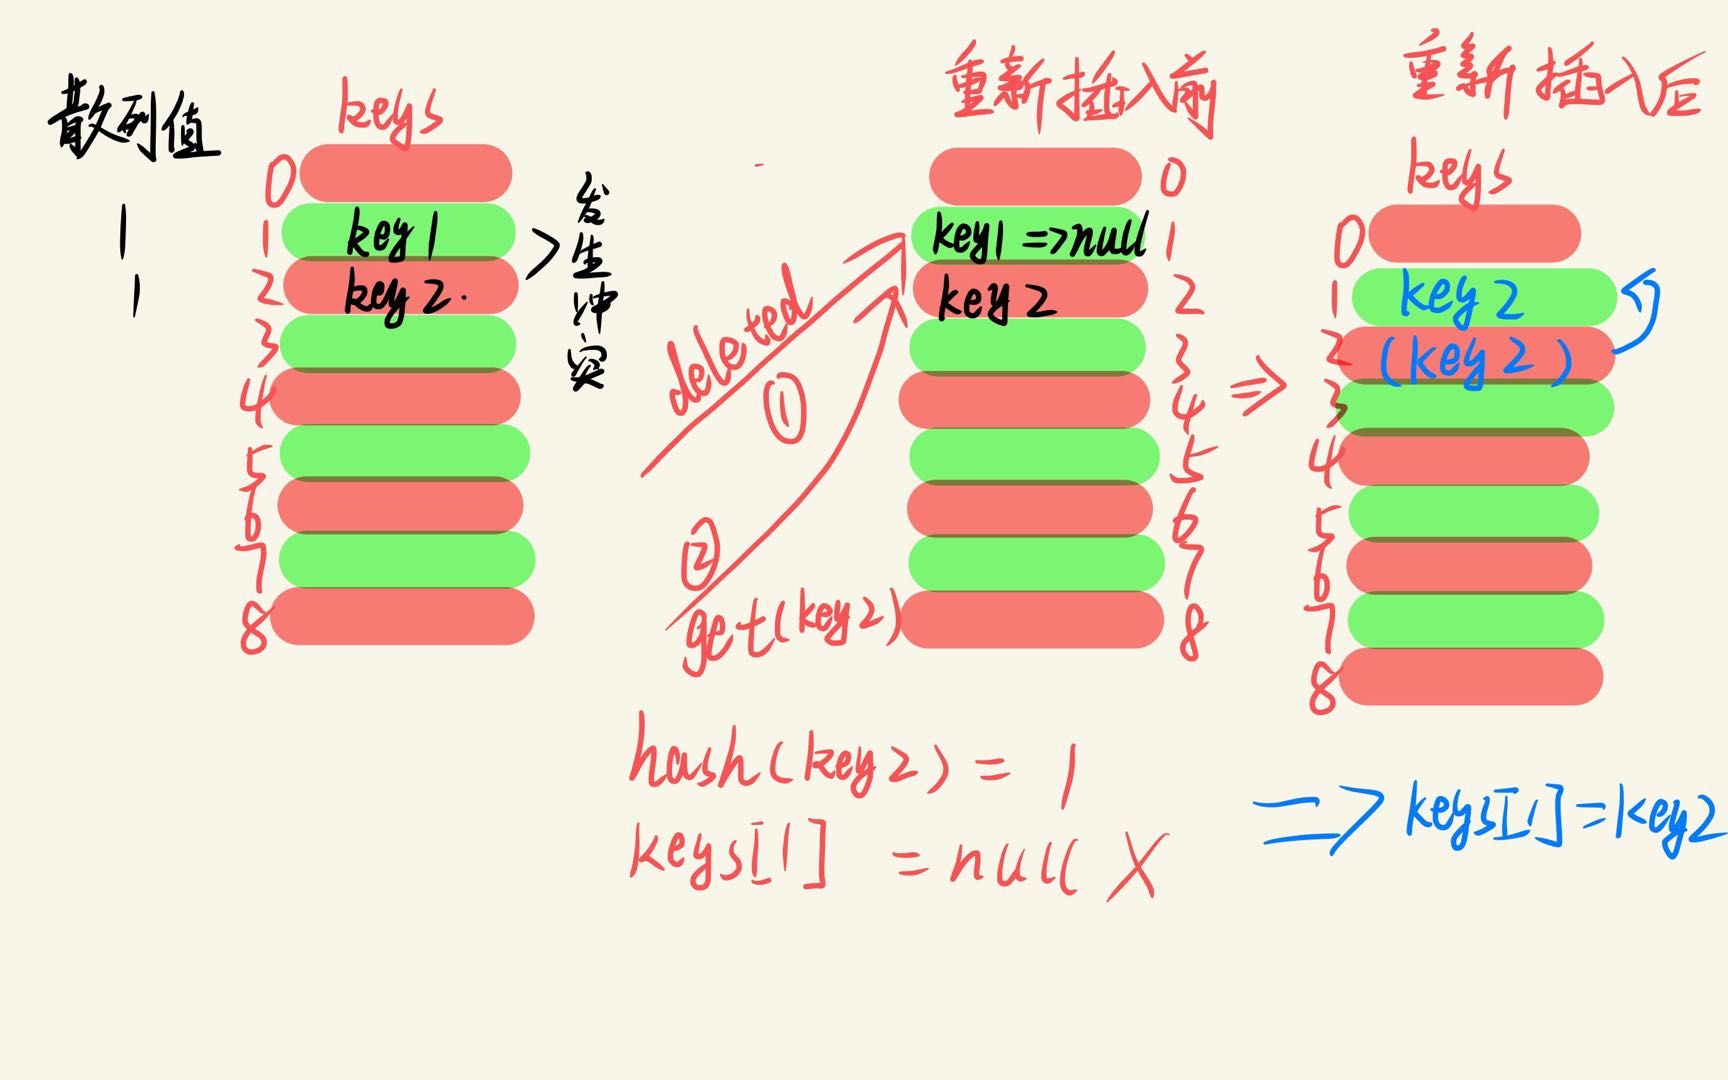 散列值
1
1
keys
0
1 key1
2 key2.
3
4
5
6
7
8
发生冲突
deleted
①
②
get(key2)
重新插入前
0
key1 =>null 1
key2 2
3
4
5
6
7
8
hash(key2) = 1
keys[1] = null X
=>
重新插入后
keys
0
1 key2
2 (key2)
3
4
5
6
7
8
=> keys[1]=key2